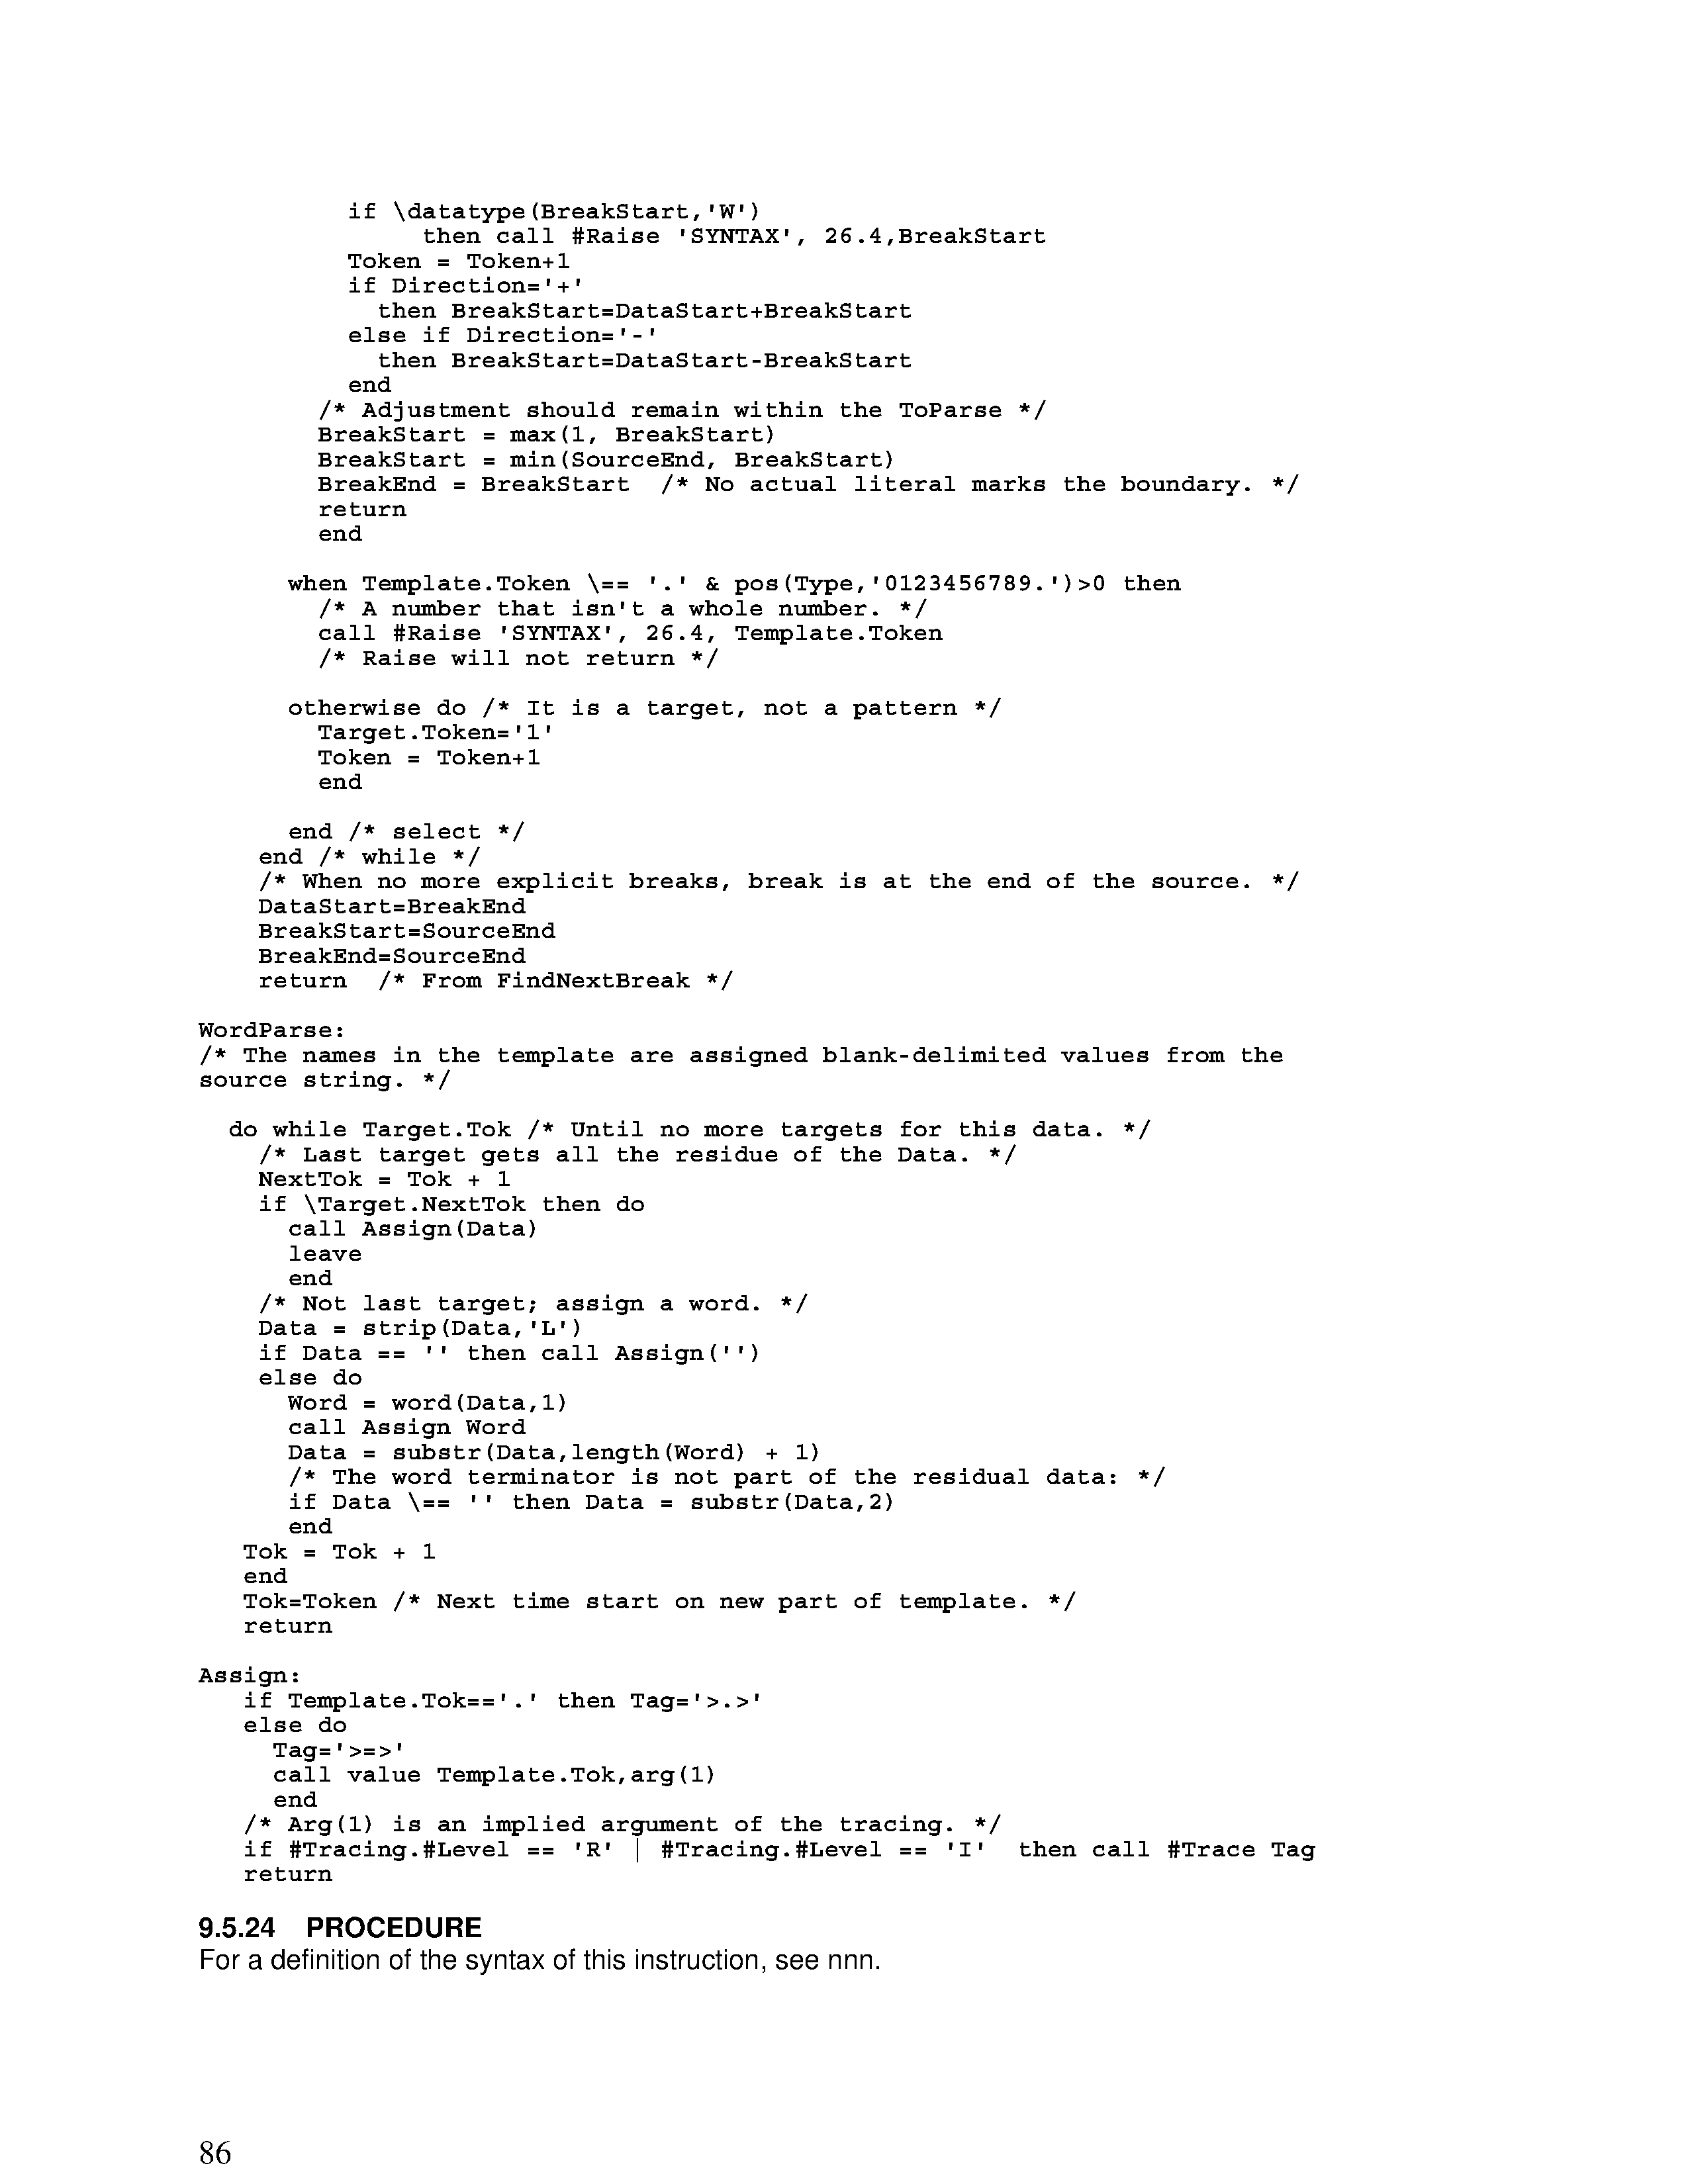 if \datatype(BreakStart,'W')
               then call #Raise 'SYNTAX', 26.4,BreakStart
          Token = Token+1
          if Direction='+'
            then BreakStart=DataStart+BreakStart
          else if Direction='-'
            then BreakStart=DataStart-BreakStart
          end
        /* Adjustment should remain within the ToParse */
        BreakStart = max(1, BreakStart)
        BreakStart = min(SourceEnd, BreakStart)
        BreakEnd = BreakStart  /* No actual literal marks the boundary. */
        return
        end

      when Template.Token \== '.' & pos(Type,'0123456789.')>0 then
        /* A number that isn't a whole number. */
        call #Raise 'SYNTAX', 26.4, Template.Token
        /* Raise will not return */

      otherwise do /* It is a target, not a pattern */
        Target.Token='1'
        Token = Token+1
        end

      end /* select */
    end /* while */
    /* When no more explicit breaks, break is at the end of the source. */
    DataStart=BreakEnd
    BreakStart=SourceEnd
    BreakEnd=SourceEnd
    return  /* From FindNextBreak */

WordParse:
/* The names in the template are assigned blank-delimited values from the
source string. */

  do while Target.Tok /* Until no more targets for this data. */
    /* Last target gets all the residue of the Data. */
    NextTok = Tok + 1
    if \Target.NextTok then do
      call Assign(Data)
      leave
      end
    /* Not last target; assign a word. */
    Data = strip(Data,'L')
    if Data == '' then call Assign('')
    else do
      Word = word(Data,1)
      call Assign Word
      Data = substr(Data,length(Word) + 1)
      /* The word terminator is not part of the residual data: */
      if Data \== '' then Data = substr(Data,2)
      end
   Tok = Tok + 1
   end
   Tok=Token /* Next time start on new part of template. */
   return

Assign:
   if Template.Tok=='.' then Tag='>.>'
   else do
     Tag='>=>'
     call value Template.Tok,arg(1)
     end
   /* Arg(1) is an implied argument of the tracing. */
   if #Tracing.#Level == 'R' | #Tracing.#Level == 'I'  then call #Trace Tag
   return

9.5.24 PROCEDURE
For a definition of the syntax of this instruction, see nnn.

86